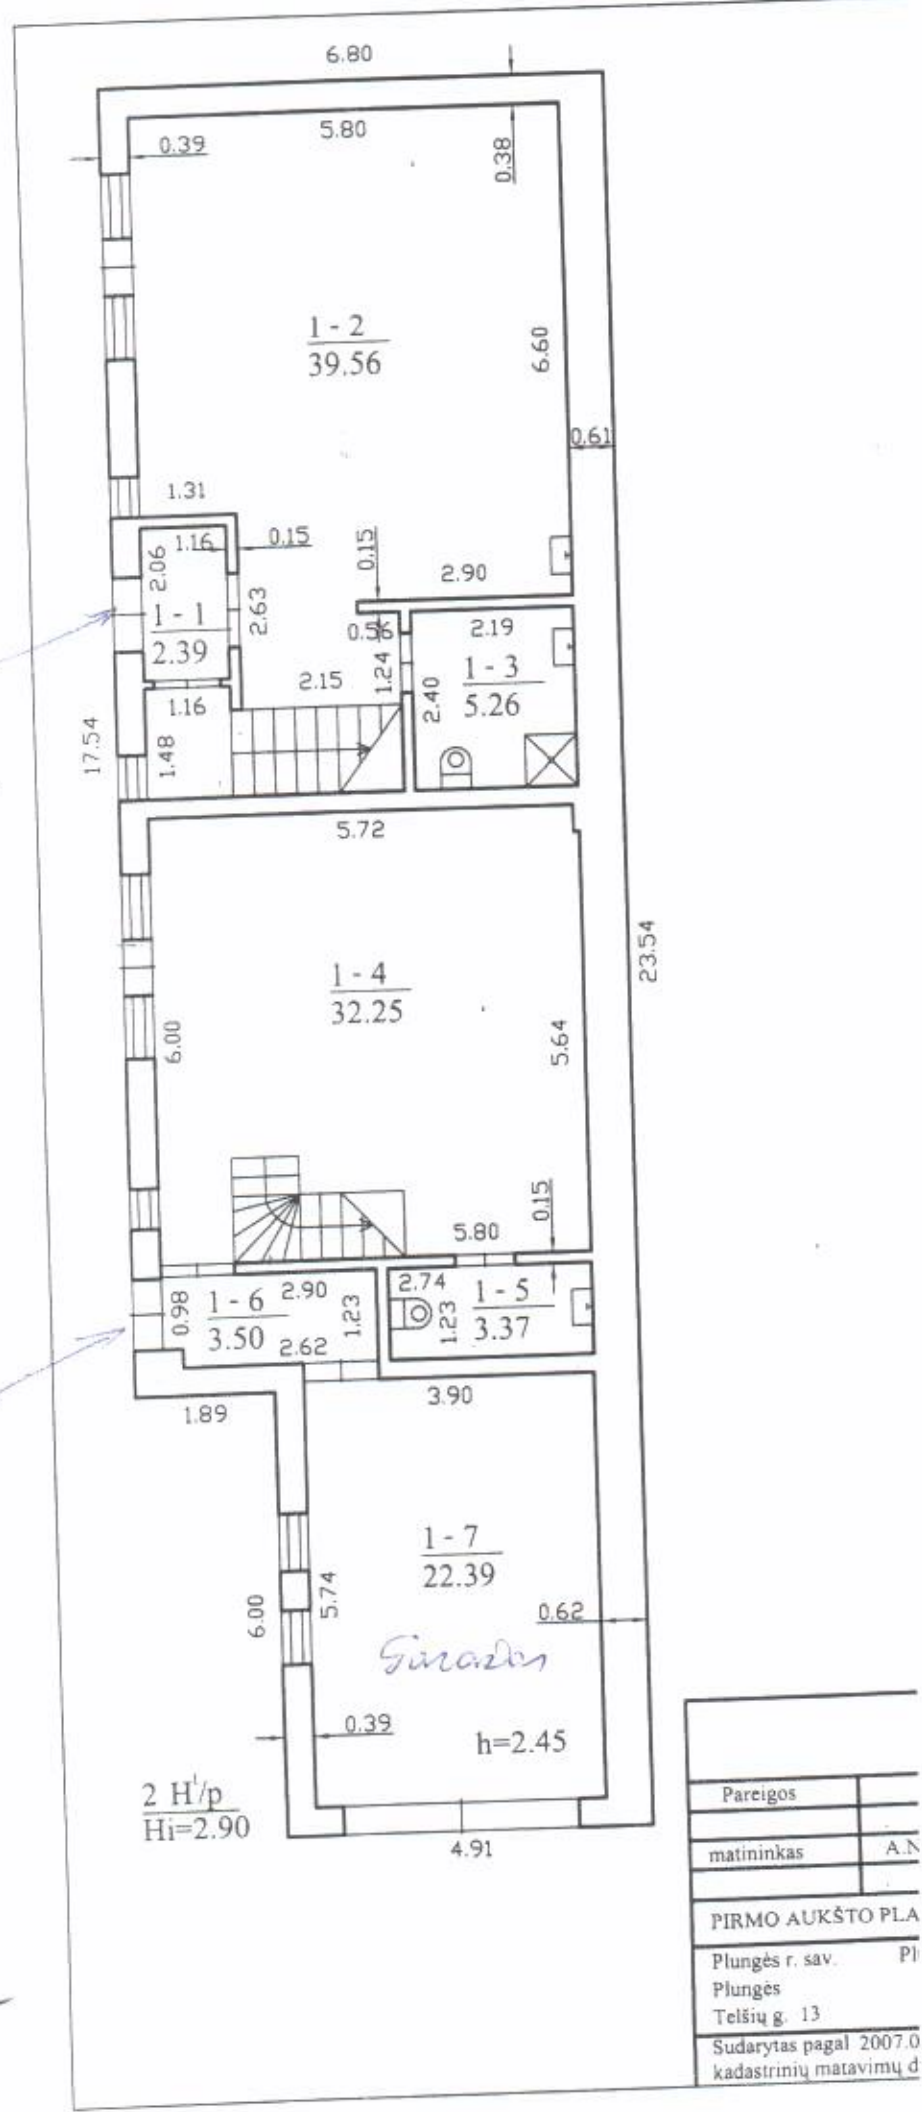 6.80
5.80
0.39
0.38
1 - 2
39.56
6.60
0.61
1.31
1.16
0.15
0.15
2.06
2.90
2.63
1 - 1
2.39
0.56
2.19
1.24
1 - 3
5.26
2.40
2.15
1.16
1.48
17.54
5.72
23.54
1 - 4
32.25
6.00
5.64
0.15
5.80
2.90
2.74
1 - 6
3.50
0.98
1.23
1 - 5
3.37
1.23
2.62
1.89
3.90
1 - 7
22.39
6.00
5.74
0.62
0.39
h=2.45
2 H¹/p
Hi=2.90
4.91
Pareigos
matininkas A.N
PIRMO AUKŠTO PLA
Plungės r. sav. Pl
Plungės
Telšių g. 13
Sudarytas pagal 2007.0
kadastrinių matavimų d